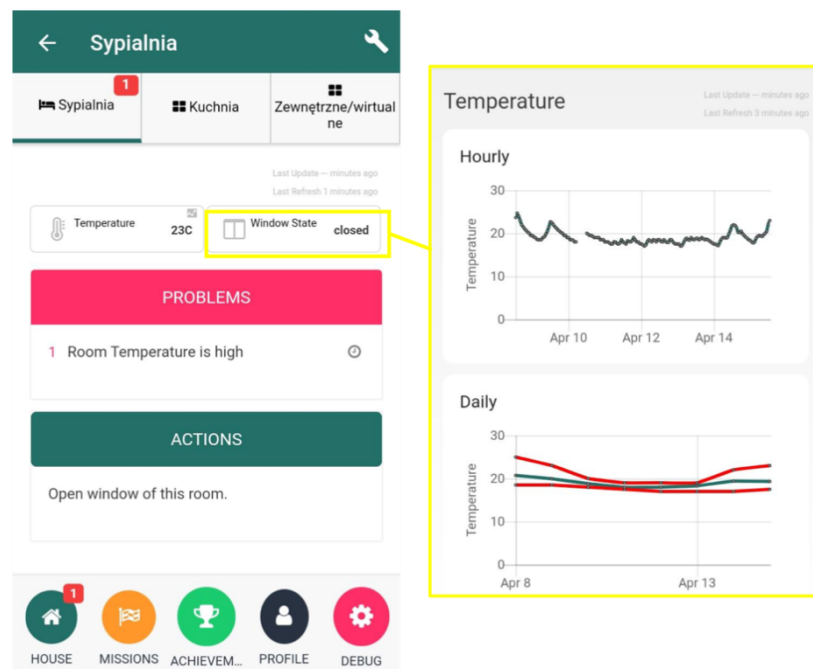 Sypialnia
1
Sypialnia
Kuchnia
Zewnętrzne/wirtual
ne
Last Update — minutes ago
Last Refresh 1 minutes ago
Temperature
23C
Window State
closed
PROBLEMS
1 Room Temperature is high
ACTIONS
Open window of this room.
1
HOUSE
MISSIONS
ACHIEVEM...
PROFILE
DEBUG
Temperature
Last Update — minutes ago
Last Refresh 3 minutes ago
Hourly
30
20
10
0
Temperature
Apr 10
Apr 12
Apr 14
Daily
30
20
10
0
Temperature
Apr 8
Apr 13